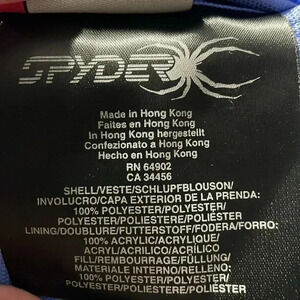 SPYDER
Made in Hong Kong
Faites en Hong Kong
In Hong Kong hergestellt
Confezionato a Hong Kong
Hecho en Hong Kong
RN 64902
CA 34456
SHELL/VESTE/SCHLUPFBLOUSON/
INVOLUCRO/CAPA EXTERIOR DE LA PRENDA:
100% POLYESTER/POLYESTER/
POLYESTER/POLIESTERE/POLIÉSTER
LINING/DOUBLURE/FUTTERSTOFF/FODERA/FORRO:
100% ACRYLIC/ACRYLIQUE/
ACRYL/ACRILICO/ACRÍLICO
FILL/REMBOURRAGE/FÜLLUNG/
MATERIALE INTERNO/RELLENO:
100% POLYESTER/POLYESTER/
POLYESTER/POLIESTERE/POLIÉSTER